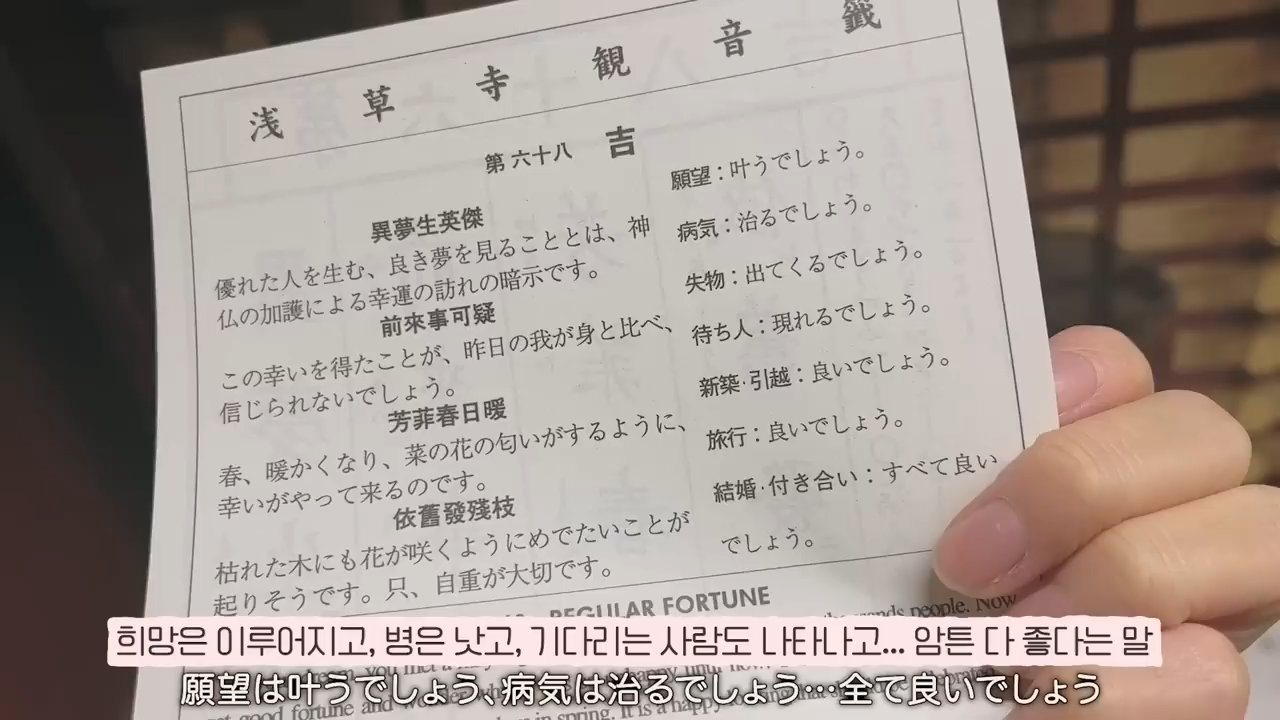 浅草寺観音籤
第六十八 吉
異夢生英傑
優れた人を生む、良き夢を見ることとは、神
仏の加護による幸運の訪れの暗示です。
前來事可疑
この幸いを得たことが、昨日の我が身と比べ、
信じられないでしょう。
芳菲春日暖
春、暖かくなり、菜の花の匂いがするように、
幸いがやって来るのです。
依舊發殘枝
枯れた木にも花が咲くようにめでたいことが
起りそうです。只、自重が大切です。
願望：叶うでしょう。
病気：治るでしょう。
失物：出てくるでしょう。
待ち人：現れるでしょう。
新築·引越：良いでしょう。
旅行：良いでしょう。
結婚·付き合い：すべて良い
でしょう。
REGULAR FORTUNE
people. Now
희망은 이루어지고, 병은 낫고, 기다리는 사람도 나타나고... 암튼 다 좋다는 말
願望は叶うでしょう、病気は治るでしょう…全て良いでしょう